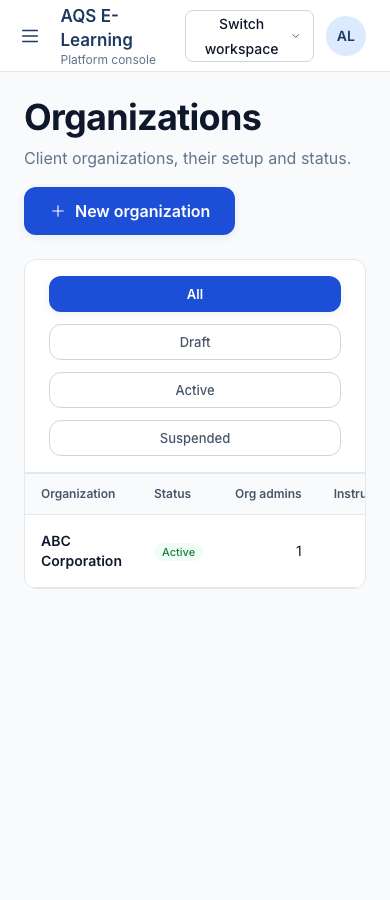 AQS E-
Learning
Platform console
Switch
workspace
AL
Organizations
Client organizations, their setup and status.
New organization
All
Draft
Active
Suspended
Organization Status Org admins Instru
ABC
Corporation
Active
1